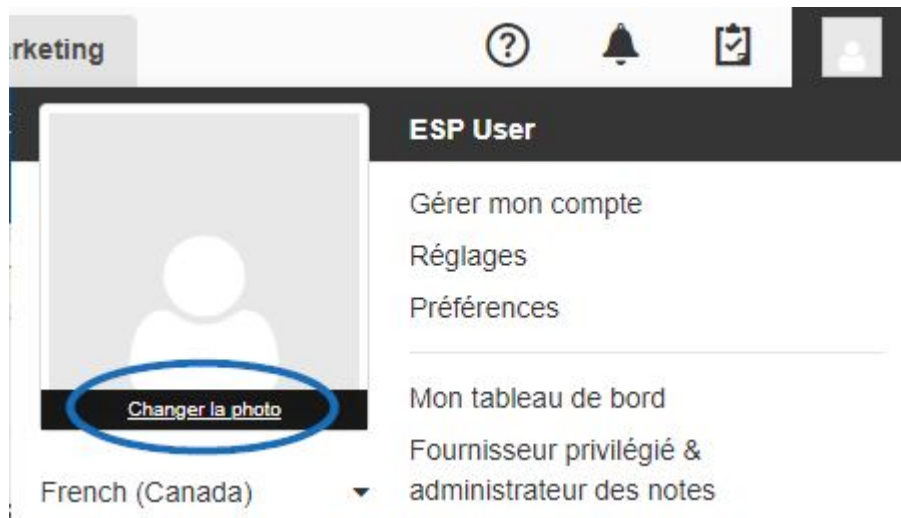 rketing
ESP User
Gérer mon compte
Réglages
Préférences
Changer la photo
Mon tableau de bord
Fournisseur privilégié &
administrateur des notes
French (Canada)